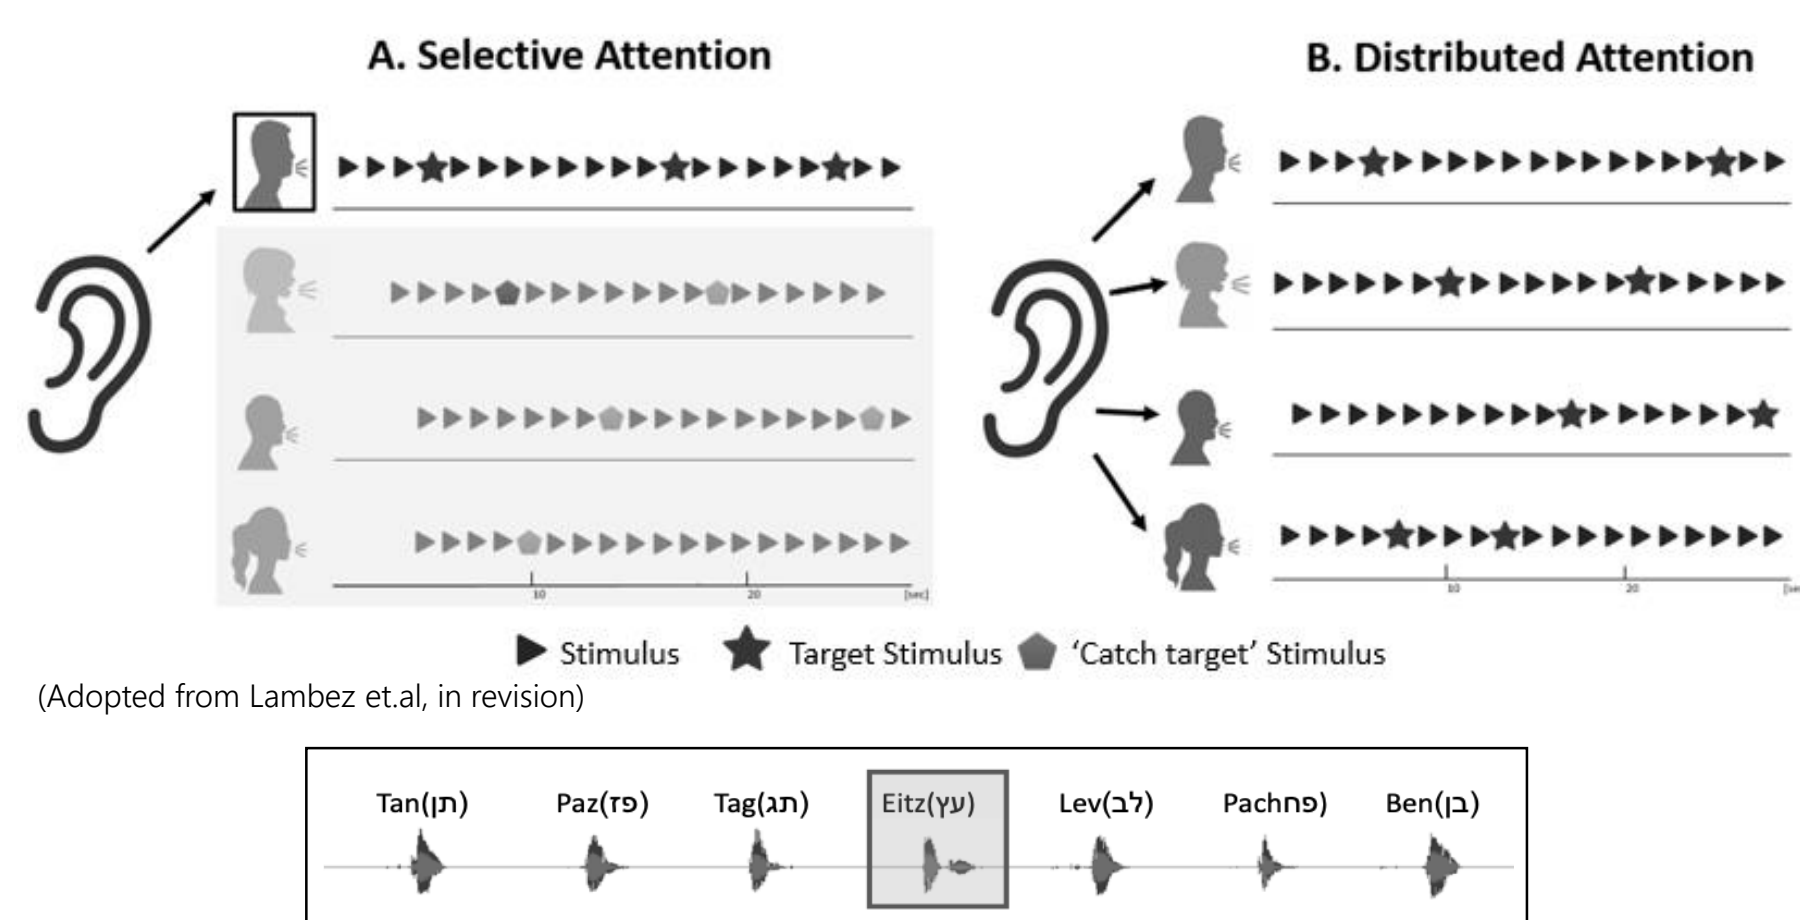 A. Selective Attention
B. Distributed Attention
10 20 [sec]
10 20 [se
Stimulus Target Stimulus ‘Catch target’ Stimulus
(Adopted from Lambez et.al, in revision)
Tan(תן) Paz(פז) Tag(תג) Eitz(עץ) Lev(לב) Pachפח) Ben(בן)